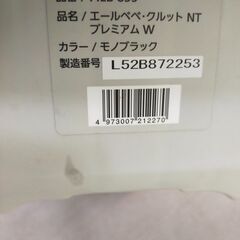 品名 / エールベベ・クルット NT
プレミアム W
カラー / モノブラック
製造番号 L52B872253
4 973007 212270